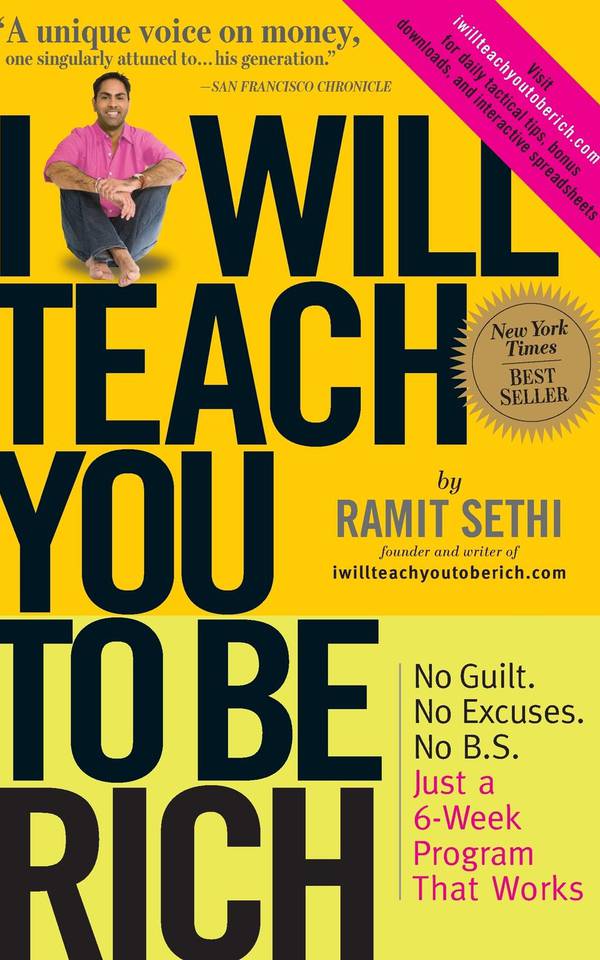 “A unique voice on money,
one singularly attuned to... his generation.”
—SAN FRANCISCO CHRONICLE
Visit
iwillteachyoutoberich.com
for daily tactical tips, bonus
downloads, and interactive spreadsheets
I WILL
TEACH
New York
Times
BEST
SELLER
YOU
by
RAMIT SETHI
founder and writer of
iwillteachyoutoberich.com
TO BE
RICH
No Guilt.
No Excuses.
No B.S.
Just a
6-Week
Program
That Works